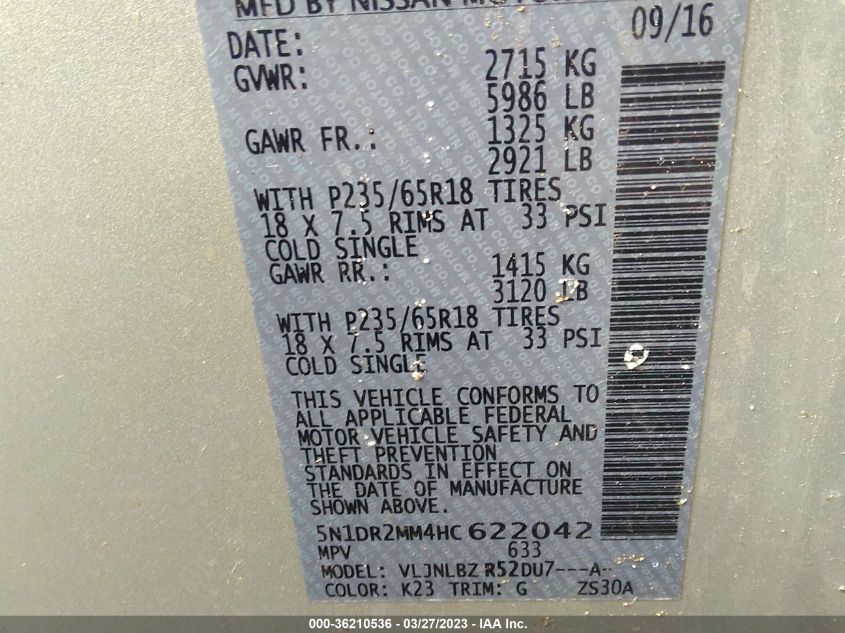 MFD BY NISSAN MOTOR
DATE: 09/16
GVWR: 2715 KG
5986 LB
GAWR FR.: 1325 KG
2921 LB
WITH P235/65R18 TIRES
18 X 7.5 RIMS AT 33 PSI
COLD SINGLE
GAWR RR.: 1415 KG
3120 LB
WITH P235/65R18 TIRES
18 X 7.5 RIMS AT 33 PSI
COLD SINGLE
THIS VEHICLE CONFORMS TO
ALL APPLICABLE FEDERAL
MOTOR VEHICLE SAFETY AND
THEFT PREVENTION
STANDARDS IN EFFECT ON
THE DATE OF MANUFACTURE
SHOWN ABOVE.
5N1DR2MM4HC622042
MPV 633
MODEL: VLJNLBZ R52DU7---A-
COLOR: K23 TRIM: G ZS30A
000-36210536 - 03/27/2023 - IAA Inc.